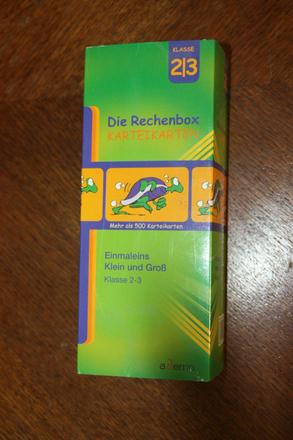 KLASSE
2|3
Die Rechenbox
KARTEIKARTEN
Mehr als 500 Karteikarten
Einmaleins
Klein und Groß
Klasse 2-3